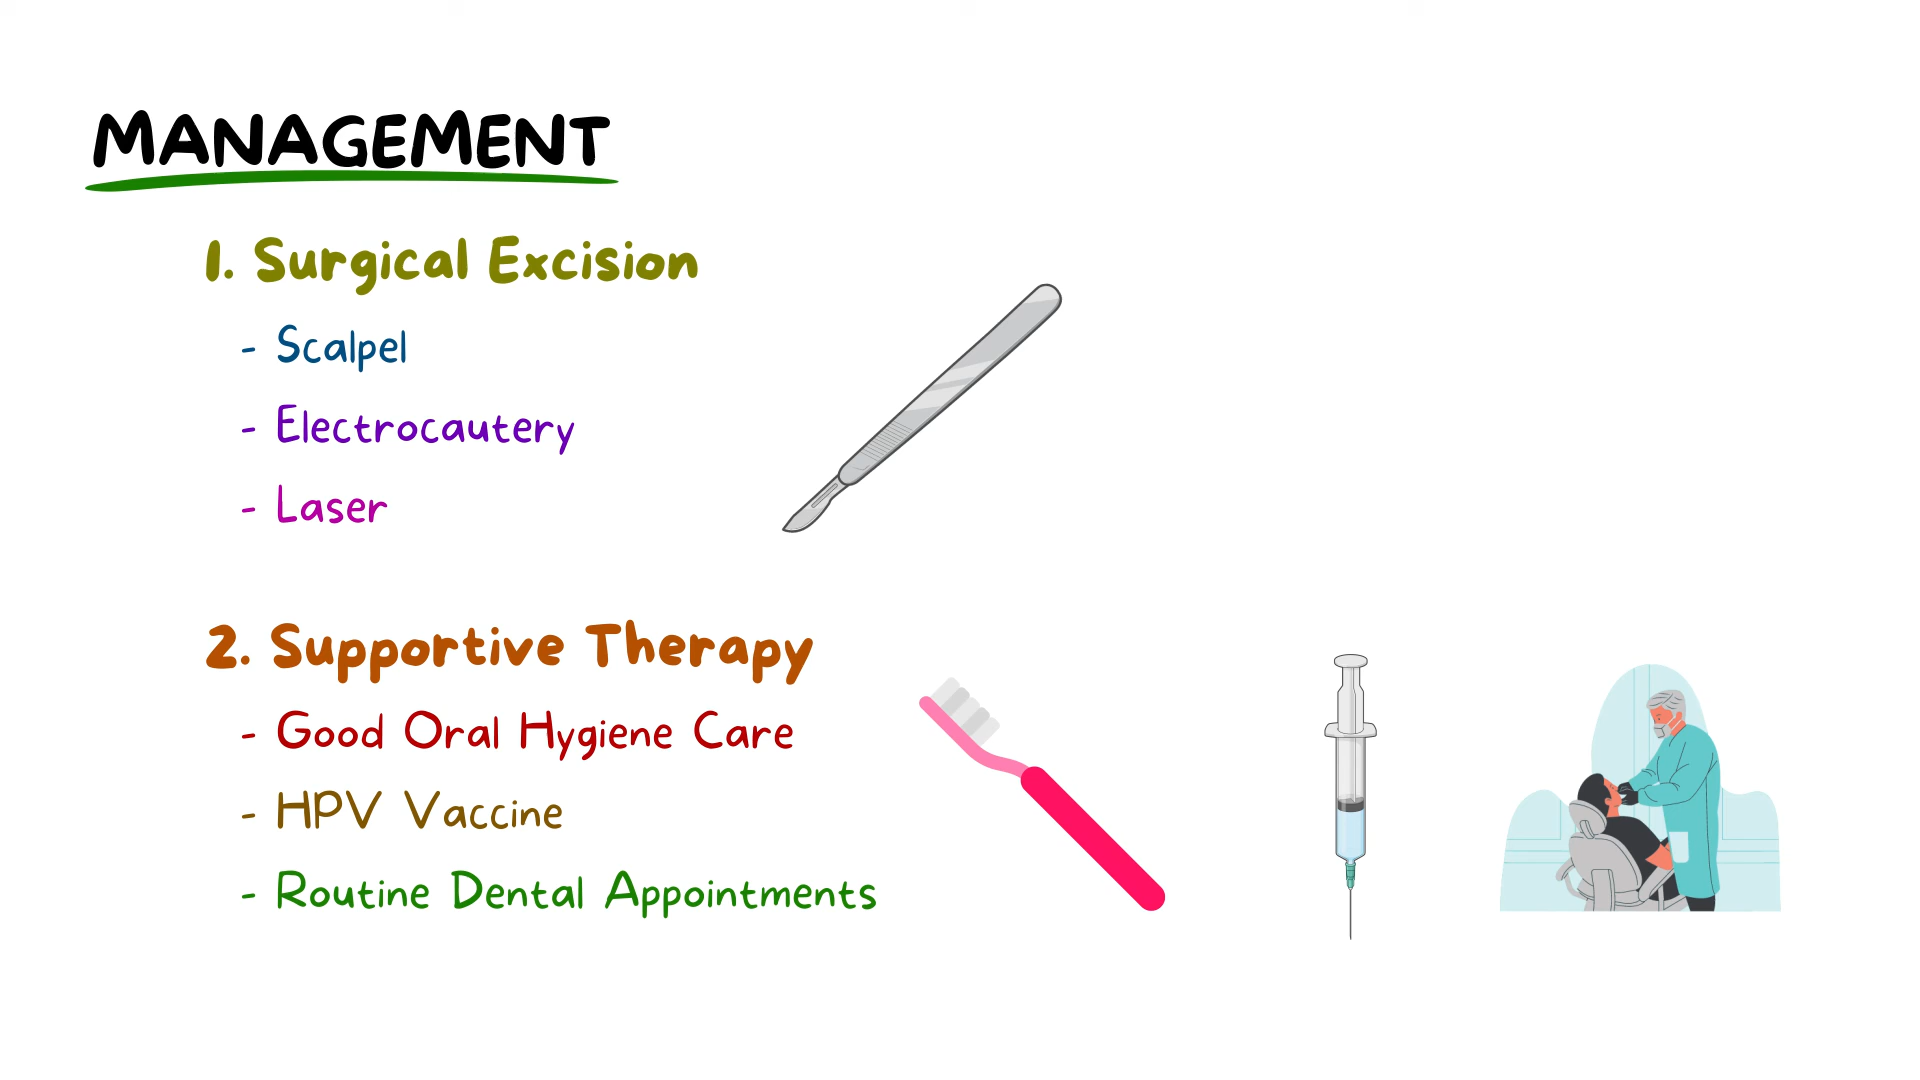 MANAGEMENT
1. Surgical Excision
- Scalpel
- Electrocautery
- Laser
2. Supportive Therapy
- Good Oral Hygiene Care
- HPV Vaccine
- Routine Dental Appointments